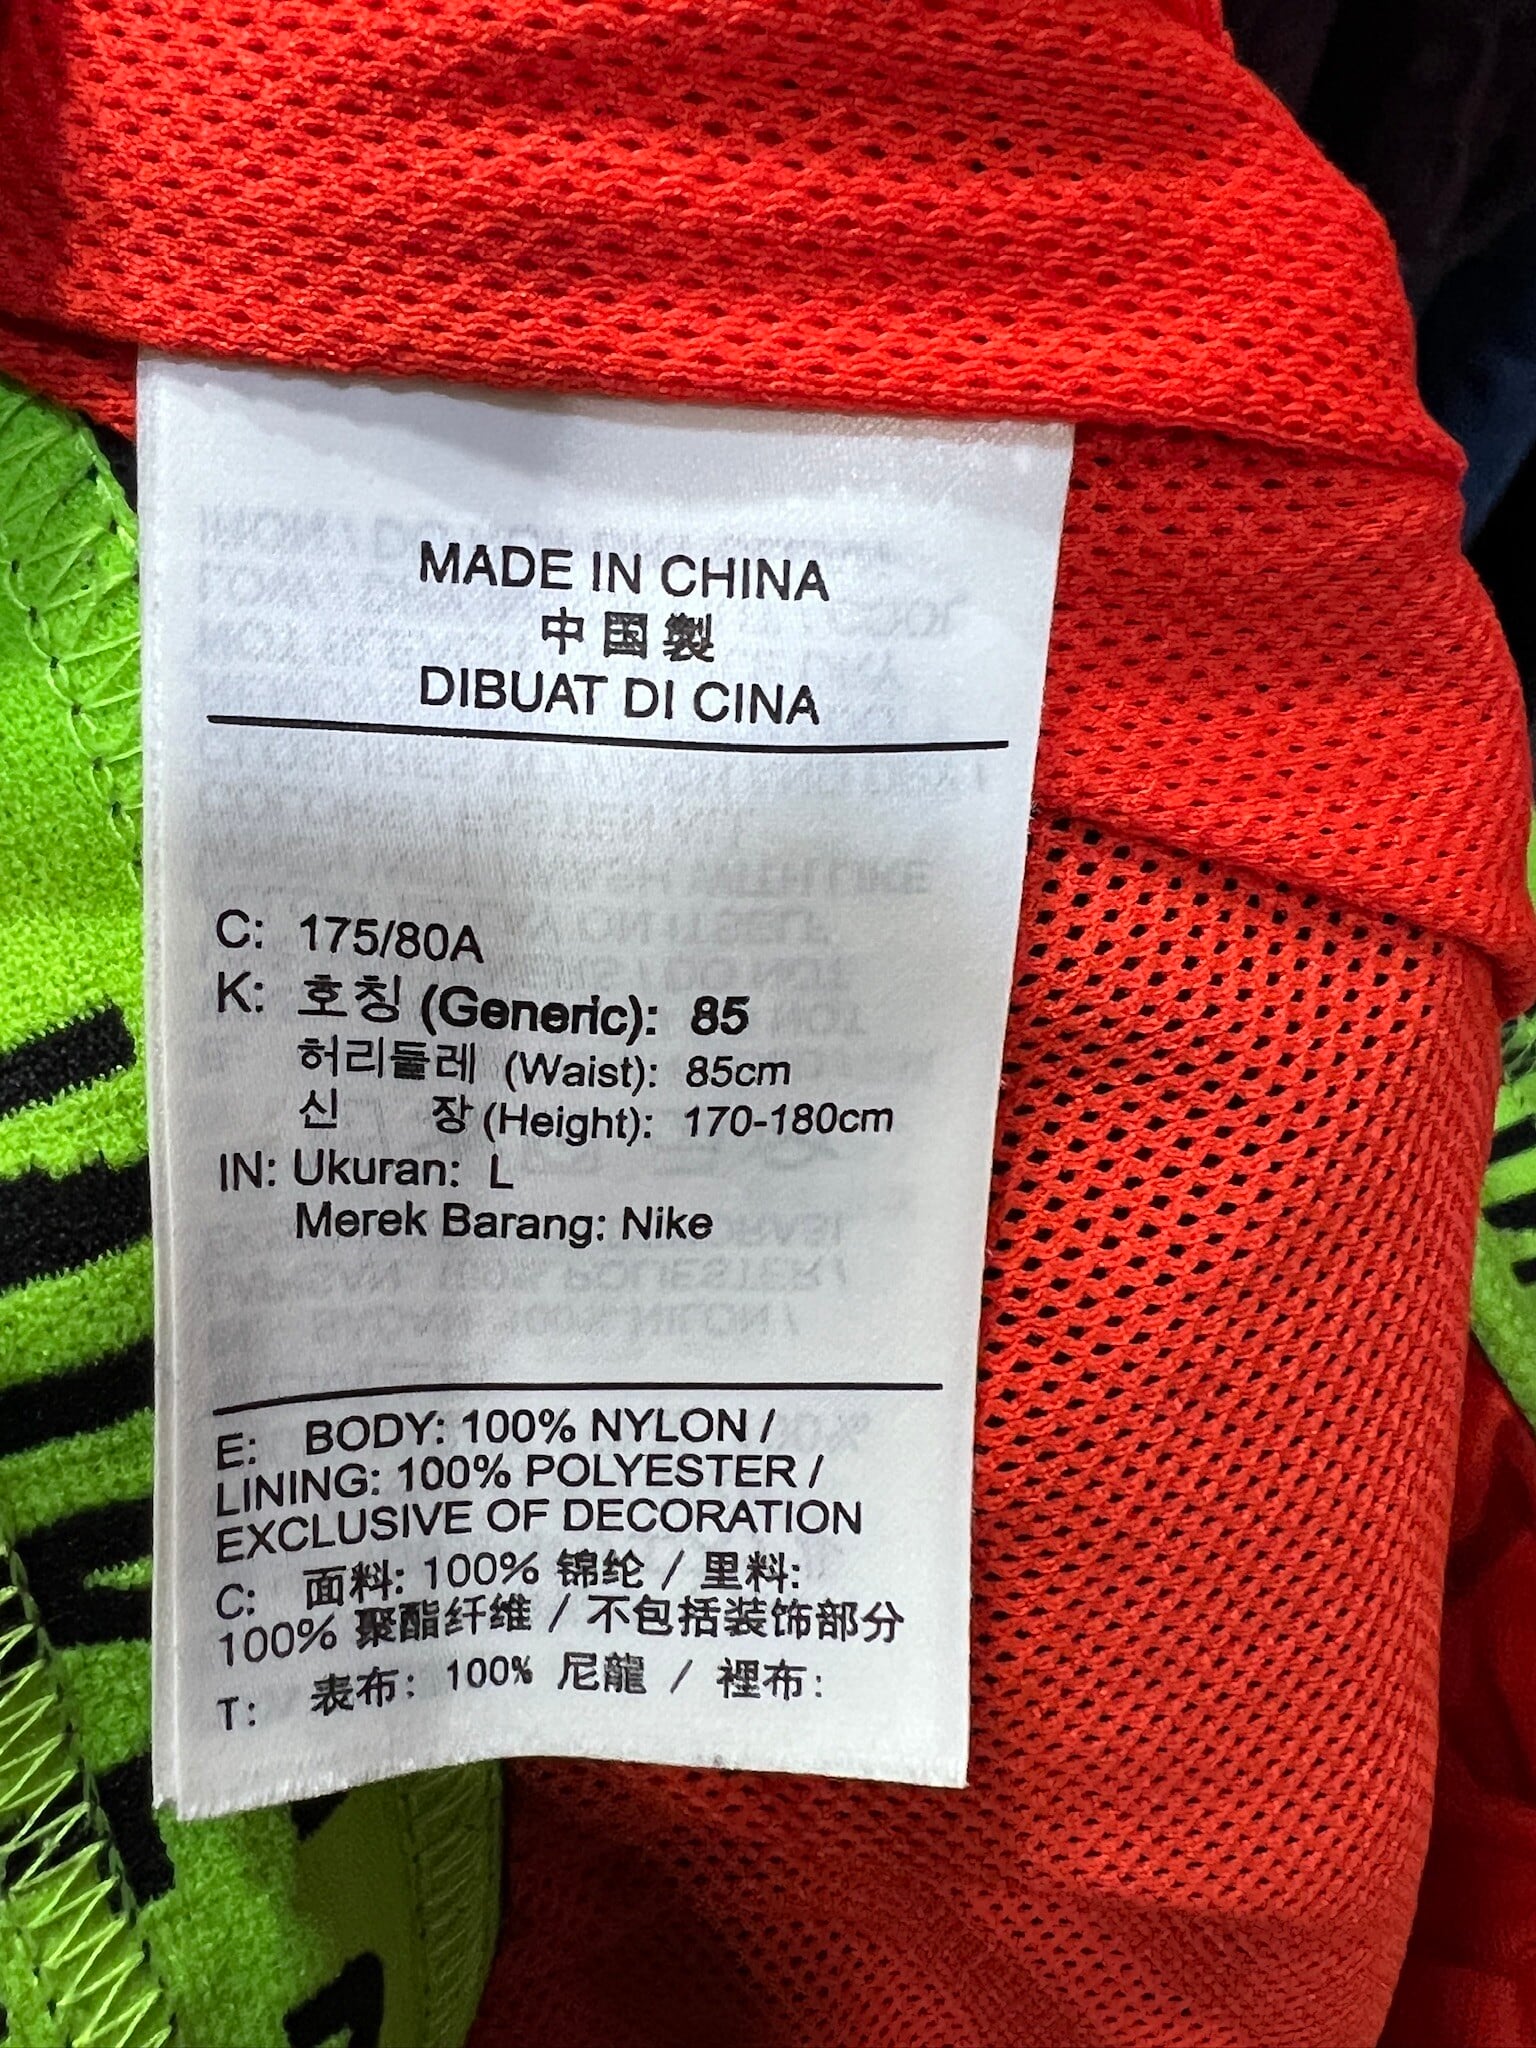 MADE IN CHINA
中国製
DIBUAT DI CINA
C: 175/80A
K: 호칭 (Generic): 85
허리둘레 (Waist): 85cm
신 장 (Height): 170-180cm
IN: Ukuran: L
Merek Barang: Nike
E: BODY: 100% NYLON /
LINING: 100% POLYESTER /
EXCLUSIVE OF DECORATION
C: 面料: 100% 锦纶 / 里料:
100% 聚酯纤维 / 不包括装饰部分
T: 表布: 100% 尼龍 / 裡布: